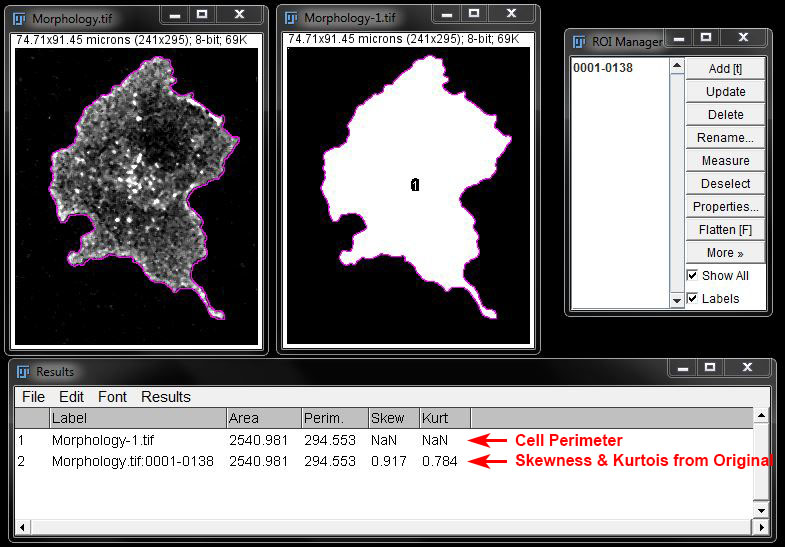 Morphology.tif
74.71x91.45 microns (241x295); 8-bit; 69K
Morphology-1.tif
74.71x91.45 microns (241x295); 8-bit; 69K
1
ROI Manager
0001-0138
Add [t]
Update
Delete
Rename...
Measure
Deselect
Properties...
Flatten [F]
More »
Show All
Labels
Results
File Edit Font Results
Label Area Perim. Skew Kurt
1 Morphology-1.tif 2540.981 294.553 NaN NaN Cell Perimeter
2 Morphology.tif:0001-0138 2540.981 294.553 0.917 0.784 Skewness & Kurtois from Original